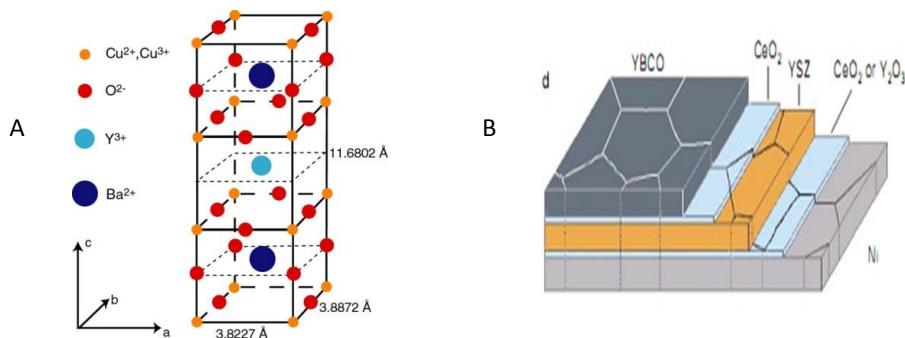 A
Cu²⁺,Cu³⁺
O²⁻
Y³⁺
Ba²⁺
c
b
a
11.6802 Å
3.8872 Å
3.8227 Å
B
d
YBCO
CeO₂
YSZ
CeO₂ or Y₂O₃
Ni